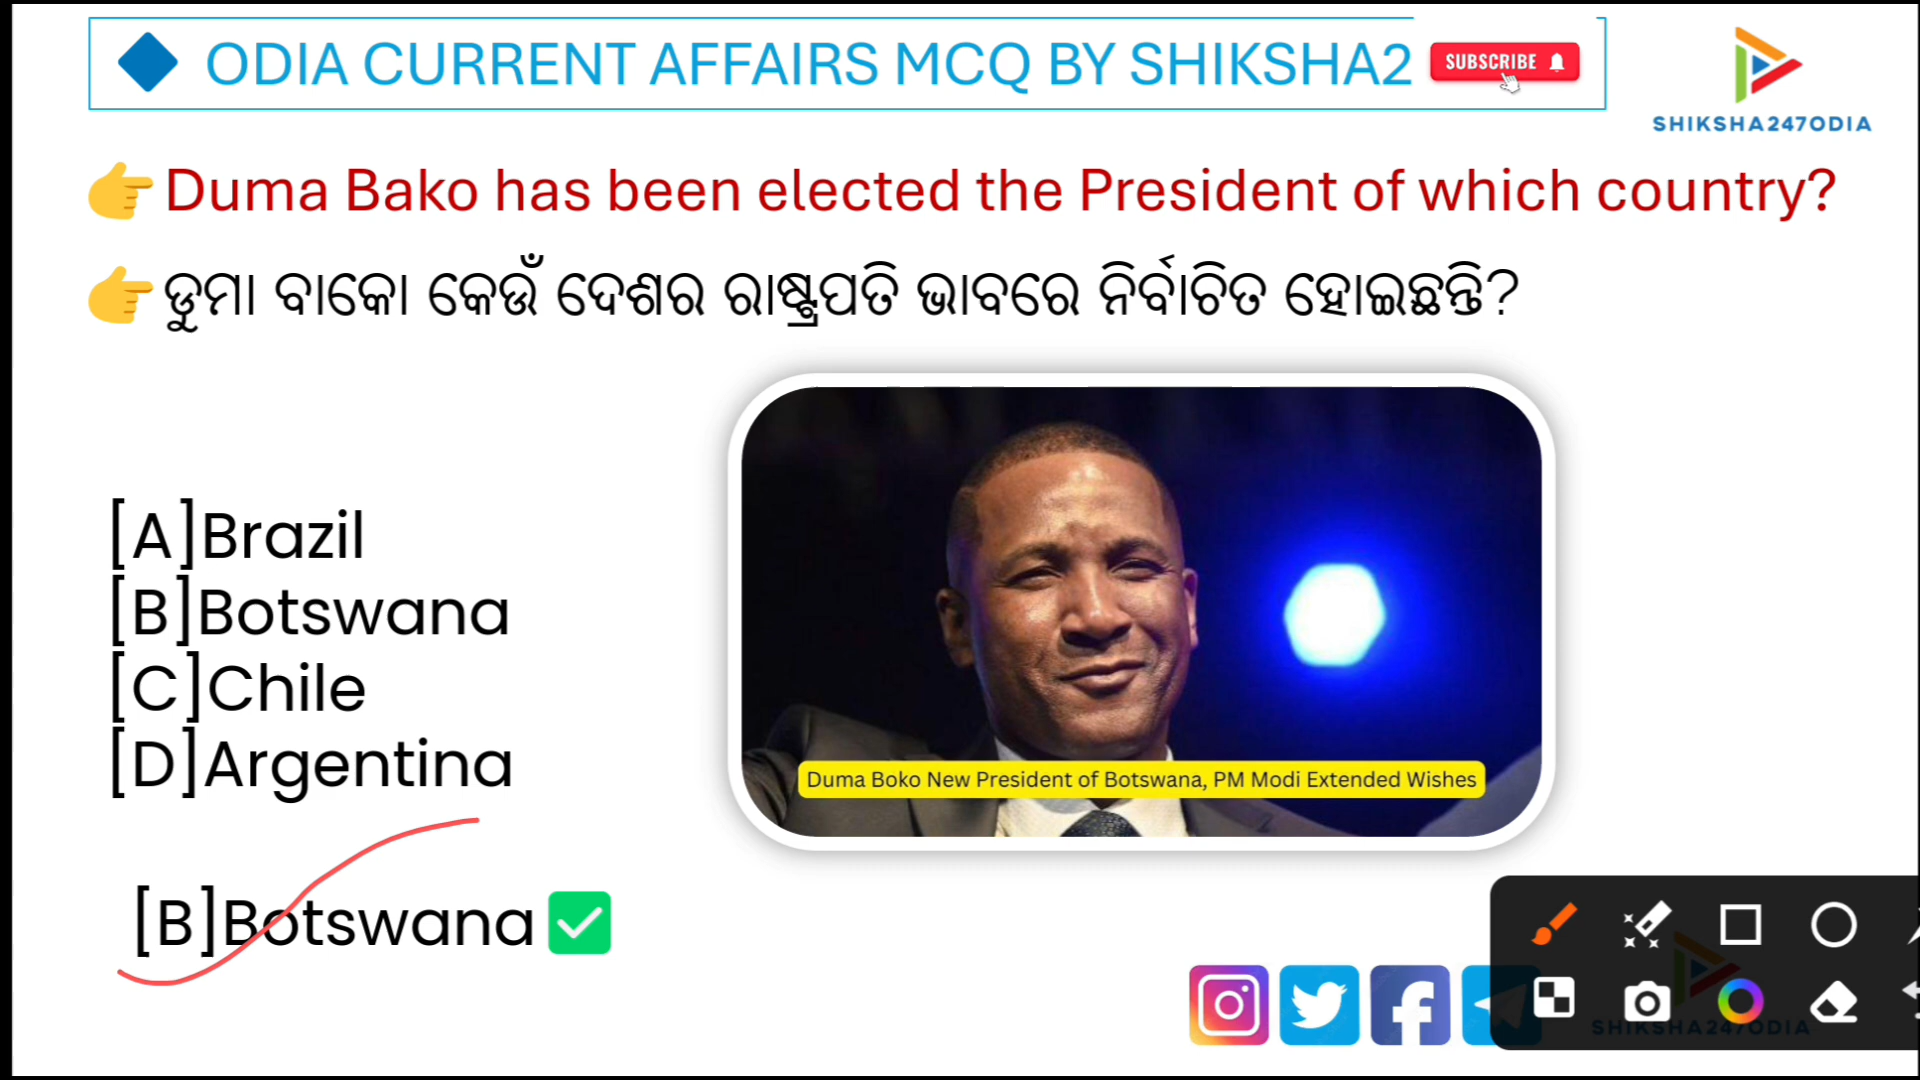 ODIA CURRENT AFFAIRS MCQ BY SHIKSHA2
SUBSCRIBE
SHIKSHA247ODIA
Duma Bako has been elected the President of which country?
ଡୁମା ବାକୋ କେଉଁ ଦେଶର ରାଷ୍ଟ୍ରପତି ଭାବରେ ନିର୍ବାଚିତ ହୋଇଛନ୍ତି?
[A]Brazil
[B]Botswana
[C]Chile
[D]Argentina
Duma Boko New President of Botswana, PM Modi Extended Wishes
[B]Botswana
SHIKSHA247ODIA